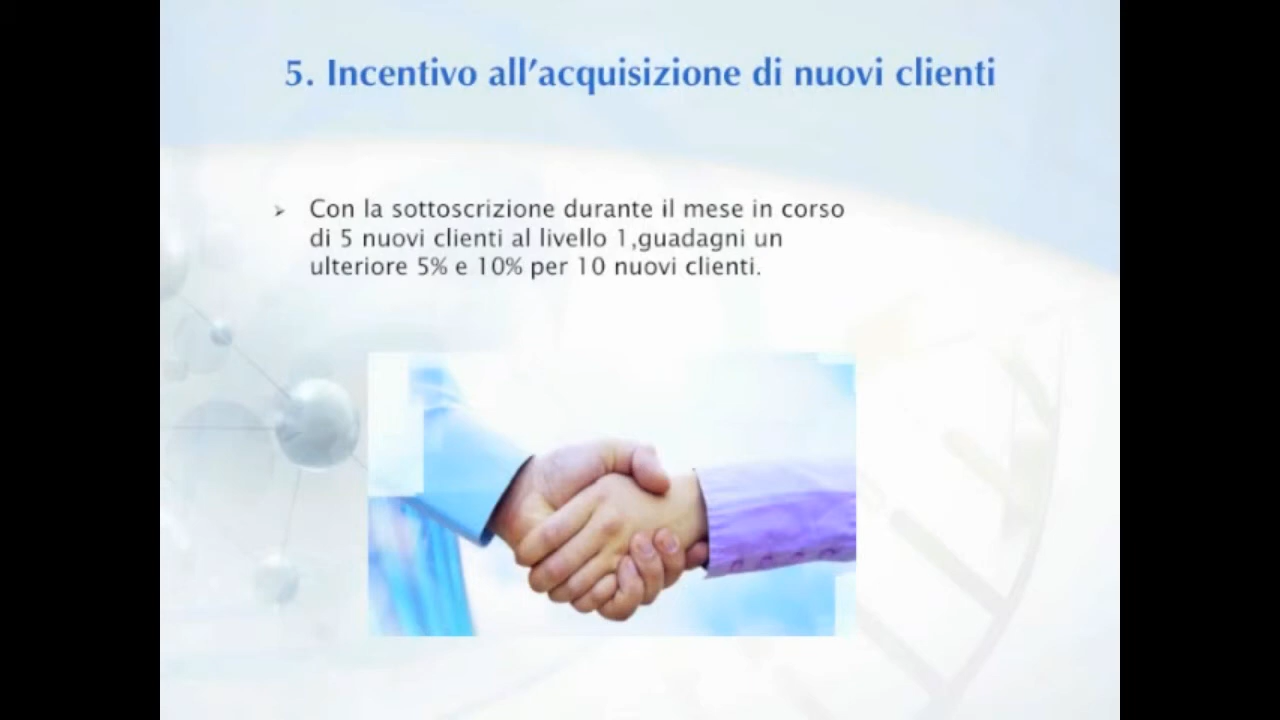 5. Incentivo all’acquisizione di nuovi clienti
Con la sottoscrizione durante il mese in corso
di 5 nuovi clienti al livello 1,guadagni un
ulteriore 5% e 10% per 10 nuovi clienti.